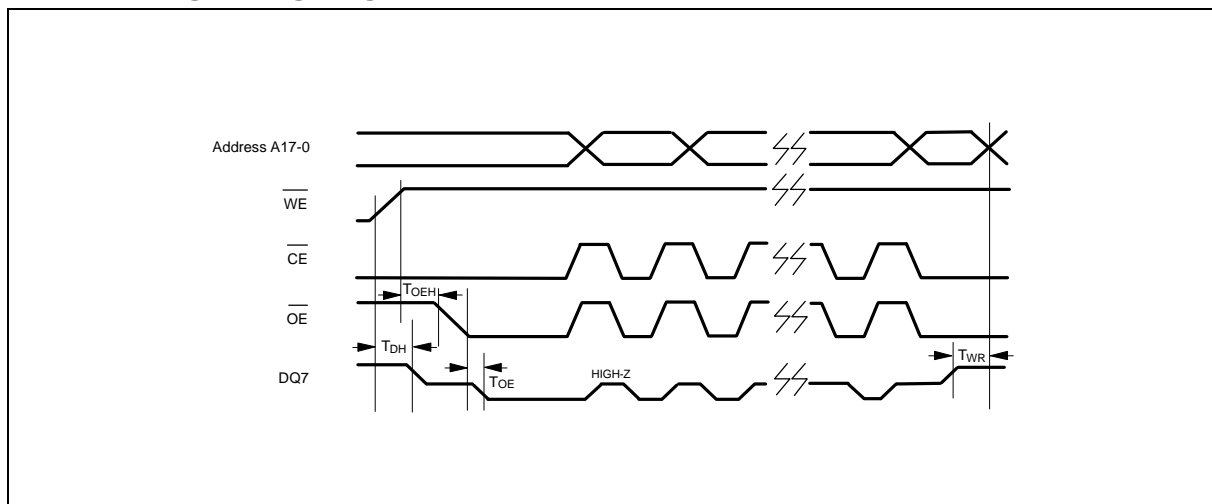 Address A17-0
WE
CE
TOEH
OE
TDH
TWR
DQ7
TOE
HIGH-Z